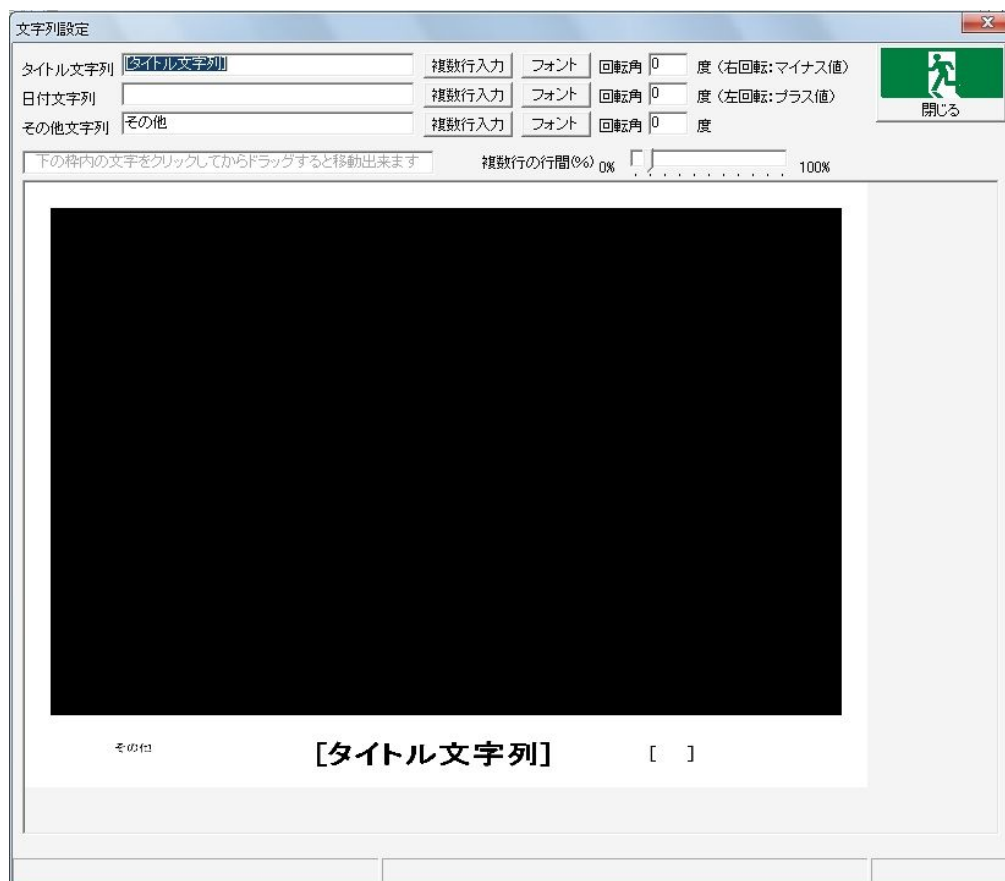 文字列設定
タイトル文字列 [タイトル文字列] 複数行入力 フォント 回転角 0 度 (右回転:マイナス値)
日付文字列 複数行入力 フォント 回転角 0 度 (左回転:プラス値)
その他文字列 その他 複数行入力 フォント 回転角 0 度
閉じる
下の枠内の文字をクリックしてからドラッグすると移動出来ます 複数行の行間(%) 0% 100%
その他 [タイトル文字列] [ ]